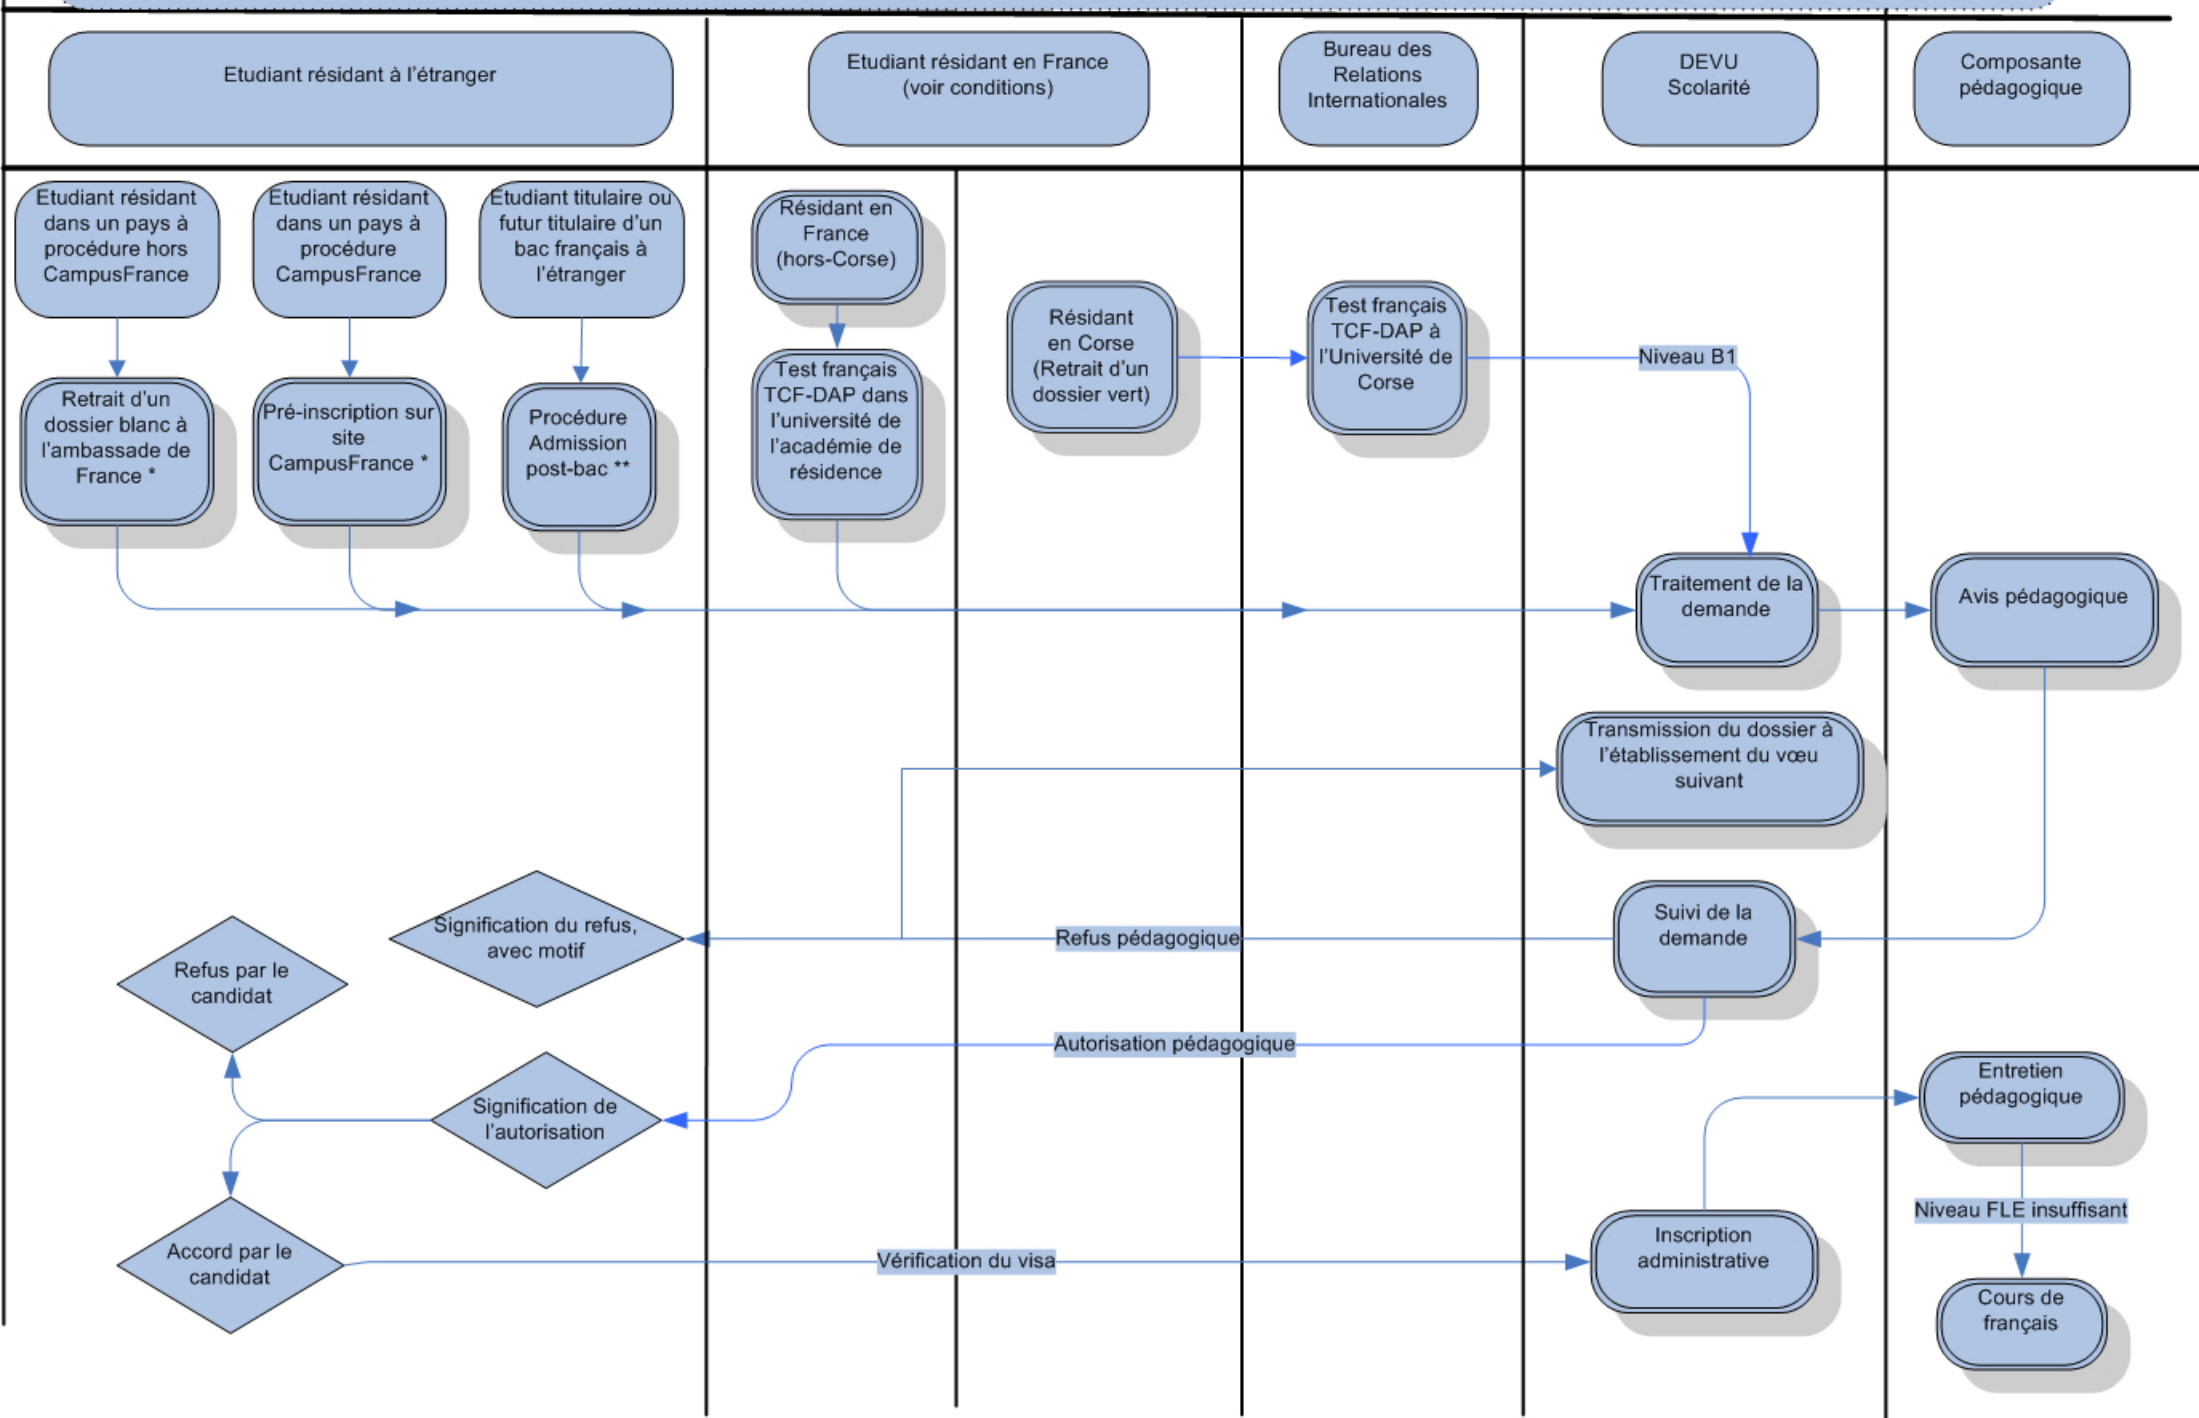 Etudiant résidant à l'étranger
Etudiant résidant en France
(voir conditions)
Bureau des
Relations
Internationales
DEVU
Scolarité
Composante
pédagogique
Etudiant résidant
dans un pays à
procédure hors
CampusFrance
Etudiant résidant
dans un pays à
procédure
CampusFrance
Etudiant titulaire ou
futur titulaire d'un
bac français à
l'étranger
Résidant en
France
(hors-Corse)
Résidant
en Corse
(Retrait d'un
dossier vert)
Test français
TCF-DAP à
l'Université de
Corse
Niveau B1
Retrait d'un
dossier blanc à
l'ambassade de
France *
Pré-inscription sur
site
CampusFrance *
Procédure
Admission
post-bac **
Test français
TCF-DAP dans
l'université de
l'académie de
résidence
Traitement de la
demande
Avis pédagogique
Transmission du dossier à
l'établissement du vœu
suivant
Signification du refus,
avec motif
Refus pédagogique
Suivi de la
demande
Refus par le
candidat
Autorisation pédagogique
Signification de
l'autorisation
Entretien
pédagogique
Niveau FLE insuffisant
Accord par le
candidat
Vérification du visa
Inscription
administrative
Cours de
français